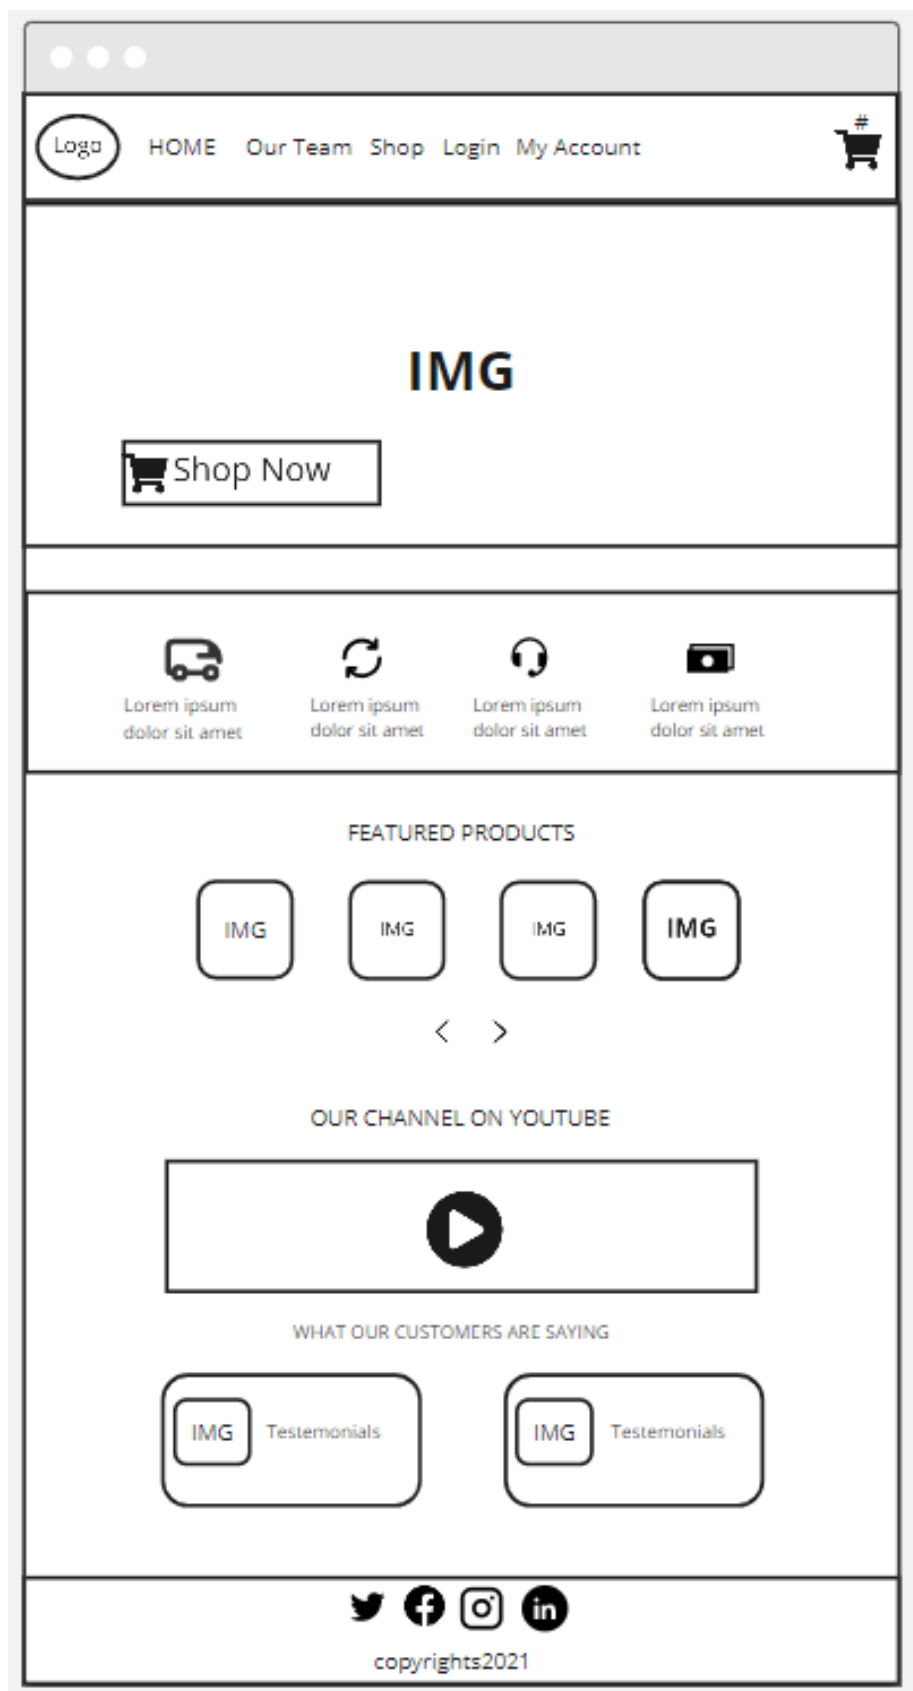 Logo HOME Our Team Shop Login My Account #
IMG
Shop Now
Lorem ipsum Lorem ipsum Lorem ipsum Lorem ipsum
dolor sit amet dolor sit amet dolor sit amet dolor sit amet
FEATURED PRODUCTS
IMG IMG IMG IMG
OUR CHANNEL ON YOUTUBE
WHAT OUR CUSTOMERS ARE SAYING
IMG Testemonials IMG Testemonials
in
copyrights2021